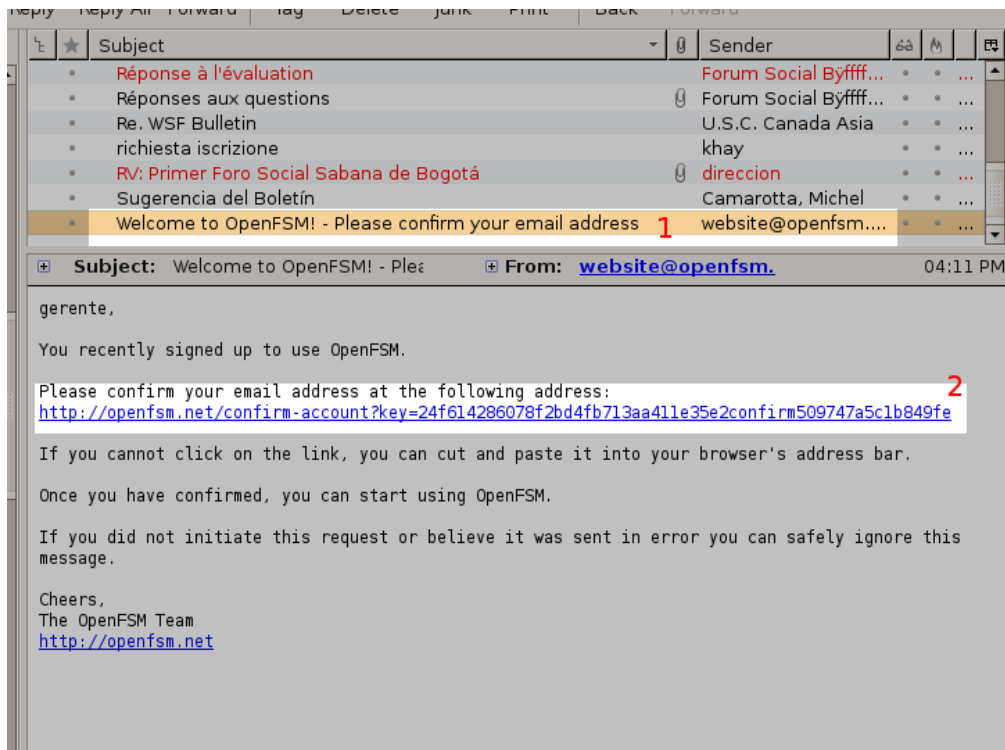 Reply Reply All Forward Tag Delete Junk Print Back Forward
Subject Sender
Réponse à l'évaluation Forum Social Bÿffff... ...
Réponses aux questions Forum Social Bÿffff... ...
Re. WSF Bulletin U.S.C. Canada Asia ...
richiesta iscrizione khay ...
RV: Primer Foro Social Sabana de Bogotá direccion ...
Sugerencia del Boletín Camarotta, Michel ...
Welcome to OpenFSM! - Please confirm your email address 1 website@openfsm.... ...
Subject: Welcome to OpenFSM! - Plea From: website@openfsm. 04:11 PM
gerente,
You recently signed up to use OpenFSM.
Please confirm your email address at the following address: 2
http://openfsm.net/confirm-account?key=24f614286078f2bd4fb713aa411e35e2confirm509747a5c1b849fe
If you cannot click on the link, you can cut and paste it into your browser's address bar.
Once you have confirmed, you can start using OpenFSM.
If you did not initiate this request or believe it was sent in error you can safely ignore this
message.
Cheers,
The OpenFSM Team
http://openfsm.net